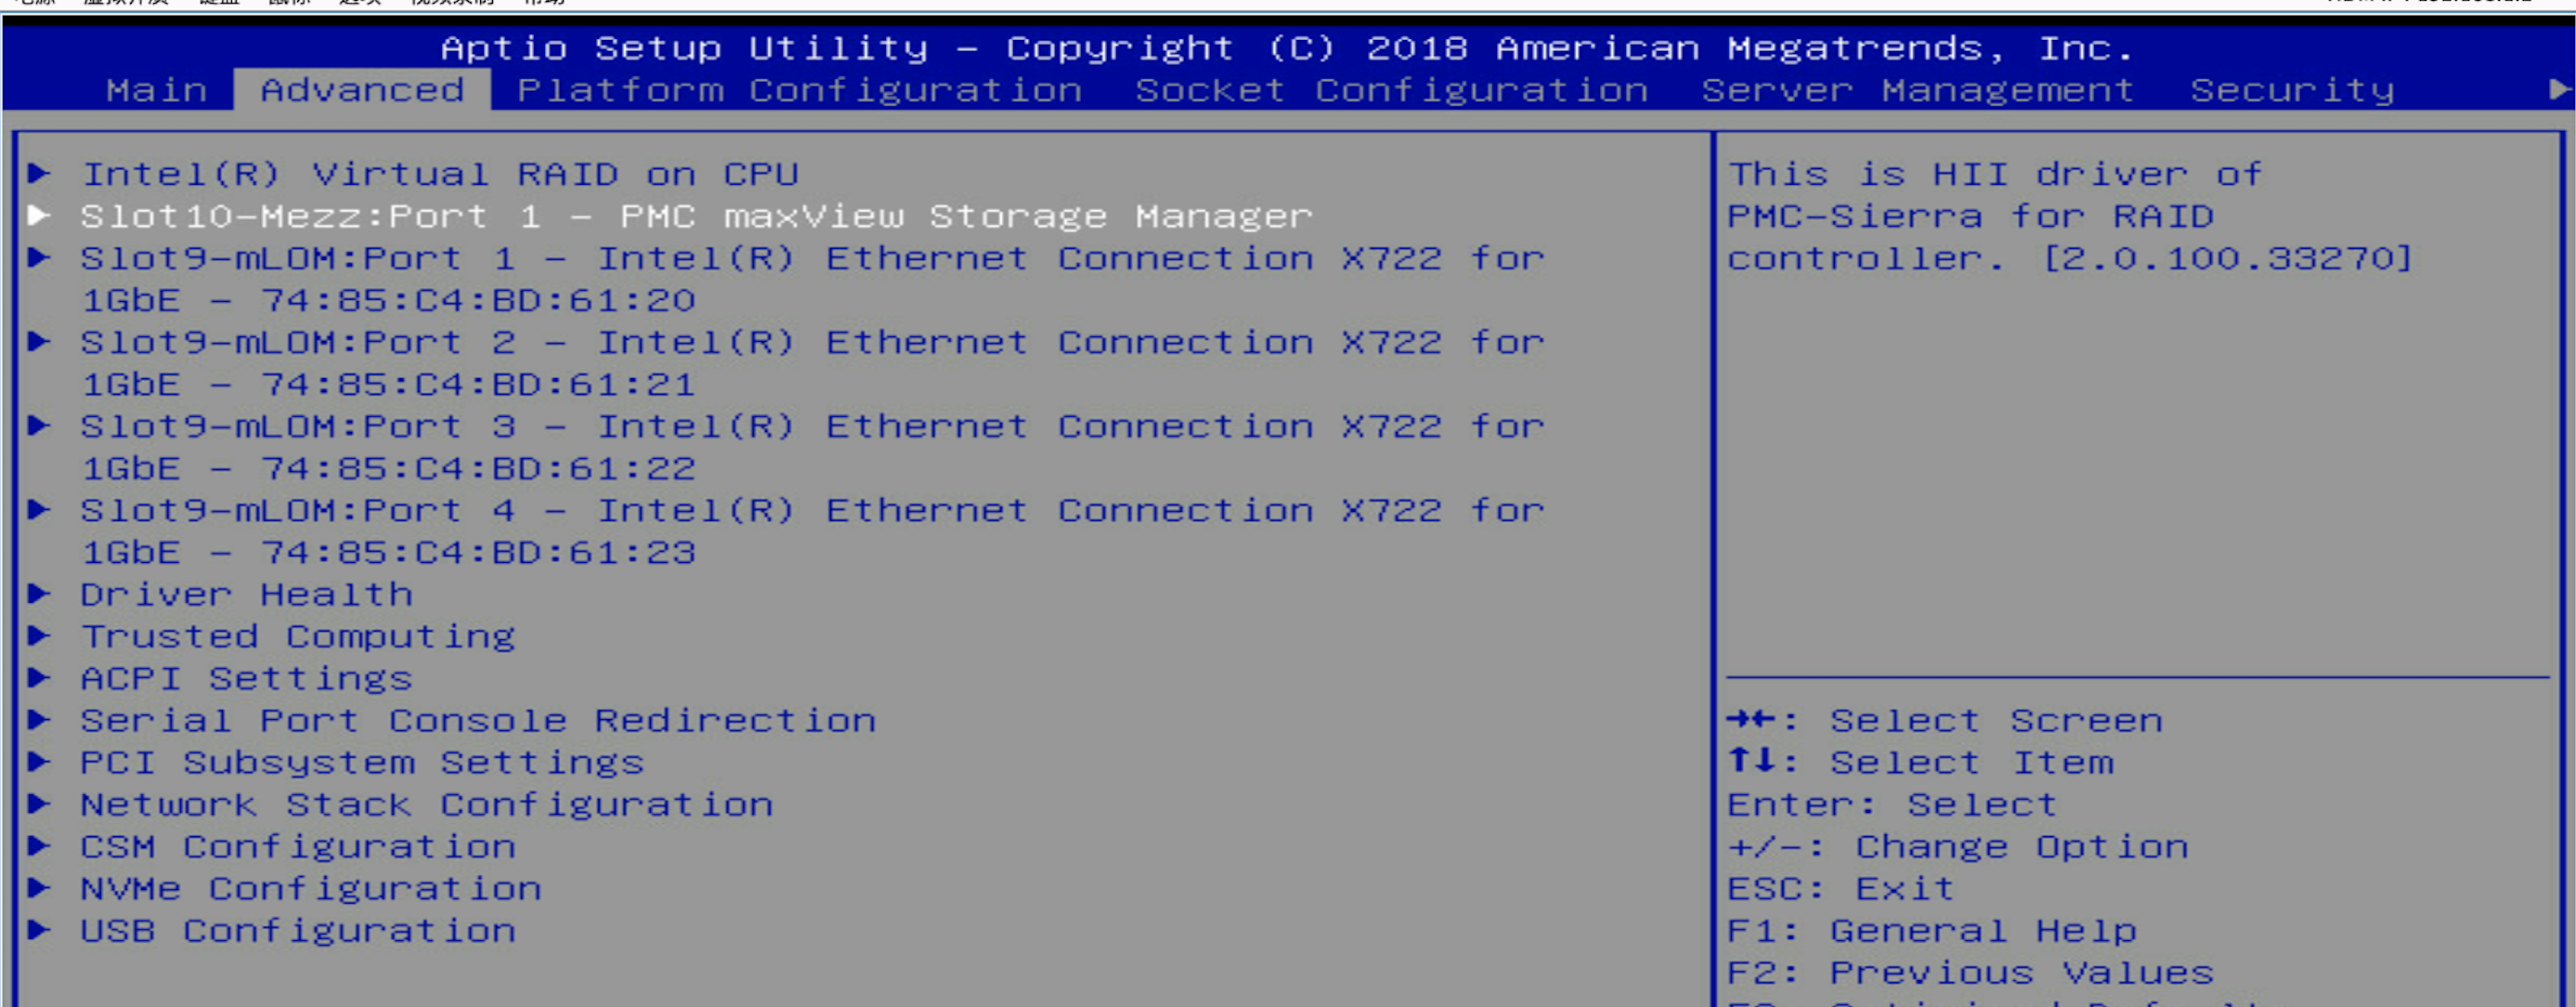 Aptio Setup Utility – Copyright (C) 2018 American Megatrends, Inc.
Main Advanced Platform Configuration Socket Configuration Server Management Security ►
► Intel(R) Virtual RAID on CPU
► Slot10-Mezz:Port 1 - PMC maxView Storage Manager
► Slot9-mLOM:Port 1 - Intel(R) Ethernet Connection X722 for
1GbE - 74:85:C4:BD:61:20
► Slot9-mLOM:Port 2 - Intel(R) Ethernet Connection X722 for
1GbE - 74:85:C4:BD:61:21
► Slot9-mLOM:Port 3 - Intel(R) Ethernet Connection X722 for
1GbE - 74:85:C4:BD:61:22
► Slot9-mLOM:Port 4 - Intel(R) Ethernet Connection X722 for
1GbE - 74:85:C4:BD:61:23
► Driver Health
► Trusted Computing
► ACPI Settings
► Serial Port Console Redirection
► PCI Subsystem Settings
► Network Stack Configuration
► CSM Configuration
► NVMe Configuration
► USB Configuration
This is HII driver of
PMC-Sierra for RAID
controller. [2.0.100.33270]
→←: Select Screen
↑↓: Select Item
Enter: Select
+/-: Change Option
ESC: Exit
F1: General Help
F2: Previous Values